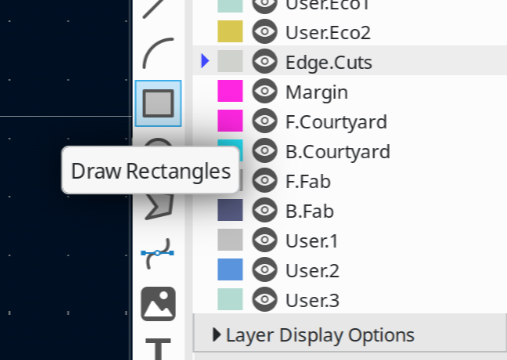 User.Eco1
User.Eco2
Edge.Cuts
Margin
F.Courtyard
B.Courtyard
Draw Rectangles
F.Fab
B.Fab
User.1
User.2
User.3
Layer Display Options
T